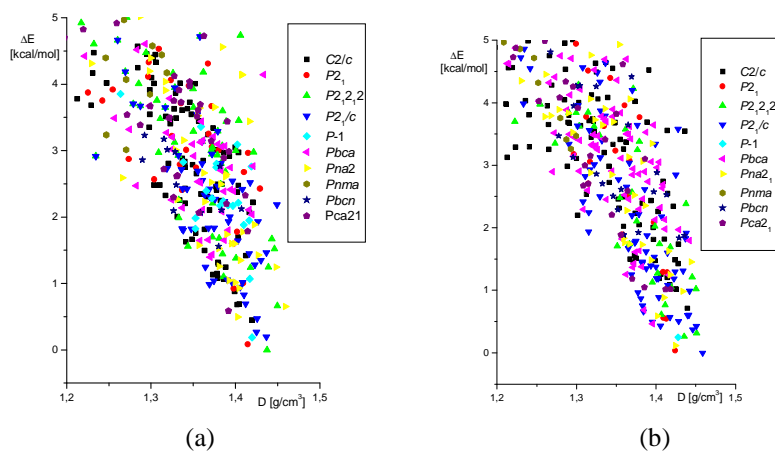 ΔE
[kcal/mol]
5
4
3
2
1
0
1,2
1,3
1,4
1,5
D [g/cm³]
C2/c
P2₁
P2₁2₁2
P2₁/c
P-1
Pbca
Pna2
Pnma
Pbcn
Pca21
(a)
ΔE
[kcal/mol]
5
4
3
2
1
0
1,2
1,3
1,4
1,5
D [g/cm³]
C2/c
P2₁
P2₁2₁2
P2₁/c
P-1
Pbca
Pna2₁
Pnma
Pbcn
Pca2₁
(b)